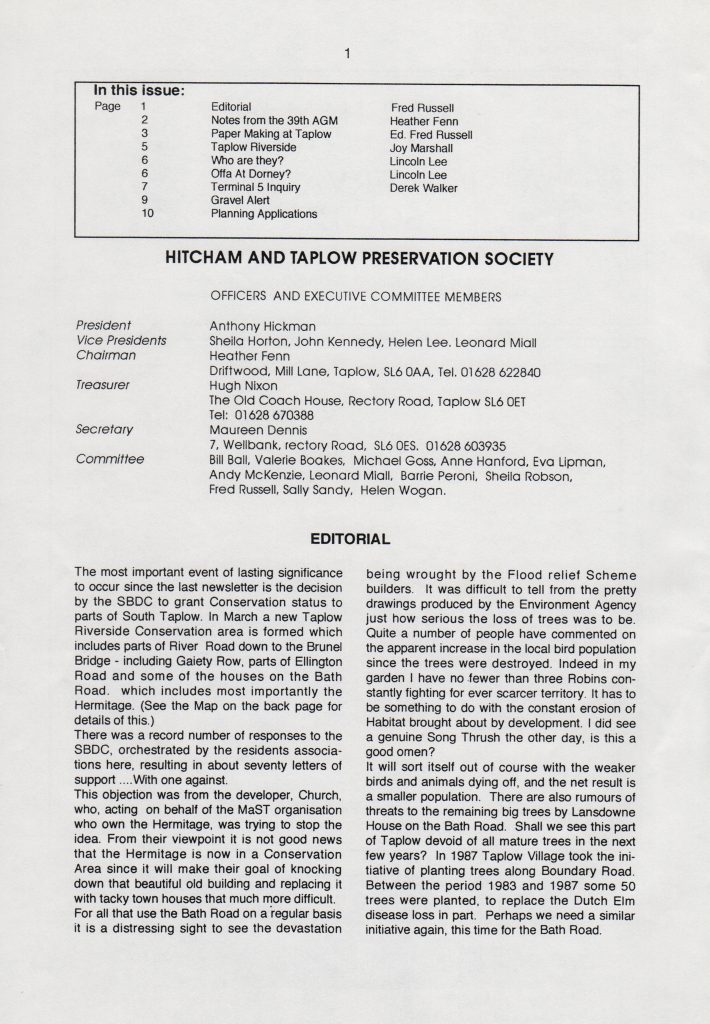 1
In this issue:
Page 1 Editorial Fred Russell
2 Notes from the 39th AGM Heather Fenn
3 Paper Making at Taplow Ed. Fred Russell
5 Taplow Riverside Joy Marshall
6 Who are they? Lincoln Lee
6 Offa At Dorney? Lincoln Lee
7 Terminal 5 Inquiry Derek Walker
9 Gravel Alert
10 Planning Applications
HITCHAM AND TAPLOW PRESERVATION SOCIETY
OFFICERS AND EXECUTIVE COMMITTEE MEMBERS
President Anthony Hickman
Vice Presidents Sheila Horton, John Kennedy, Helen Lee. Leonard Miall
Chairman Heather Fenn
Driftwood, Mill Lane, Taplow, SL6 0AA, Tel. 01628 622840
Treasurer Hugh Nixon
The Old Coach House, Rectory Road, Taplow SL6 0ET
Tel: 01628 670388
Secretary Maureen Dennis
7, Wellbank, rectory Road, SL6 0ES. 01628 603935
Committee Bill Ball, Valerie Boakes, Michael Goss, Anne Hanford, Eva Lipman,
Andy McKenzie, Leonard Miall, Barrie Peroni, Sheila Robson,
Fred Russell, Sally Sandy, Helen Wogan.
EDITORIAL
The most important event of lasting significance
to occur since the last newsletter is the decision
by the SBDC to grant Conservation status to
parts of South Taplow. In March a new Taplow
Riverside Conservation area is formed which
includes parts of River Road down to the Brunel
Bridge - including Gaiety Row, parts of Ellington
Road and some of the houses on the Bath
Road. which includes most importantly the
Hermitage. (See the Map on the back page for
details of this.)
There was a record number of responses to the
SBDC, orchestrated by the residents associa-
tions here, resulting in about seventy letters of
support ....With one against.
This objection was from the developer, Church,
who, acting on behalf of the MaST organisation
who own the Hermitage, was trying to stop the
idea. From their viewpoint it is not good news
that the Hermitage is now in a Conservation
Area since it will make their goal of knocking
down that beautiful old building and replacing it
with tacky town houses that much more difficult.
For all that use the Bath Road on a regular basis
it is a distressing sight to see the devastation
being wrought by the Flood relief Scheme
builders. It was difficult to tell from the pretty
drawings produced by the Environment Agency
just how serious the loss of trees was to be.
Quite a number of people have commented on
the apparent increase in the local bird population
since the trees were destroyed. Indeed in my
garden I have no fewer than three Robins con-
stantly fighting for ever scarcer territory. It has to
be something to do with the constant erosion of
Habitat brought about by development. I did see
a genuine Song Thrush the other day, is this a
good omen?
It will sort itself out of course with the weaker
birds and animals dying off, and the net result is
a smaller population. There are also rumours of
threats to the remaining big trees by Lansdowne
House on the Bath Road. Shall we see this part
of Taplow devoid of all mature trees in the next
few years? In 1987 Taplow Village took the ini-
tiative of planting trees along Boundary Road.
Between the period 1983 and 1987 some 50
trees were planted, to replace the Dutch Elm
disease loss in part. Perhaps we need a similar
initiative again, this time for the Bath Road.